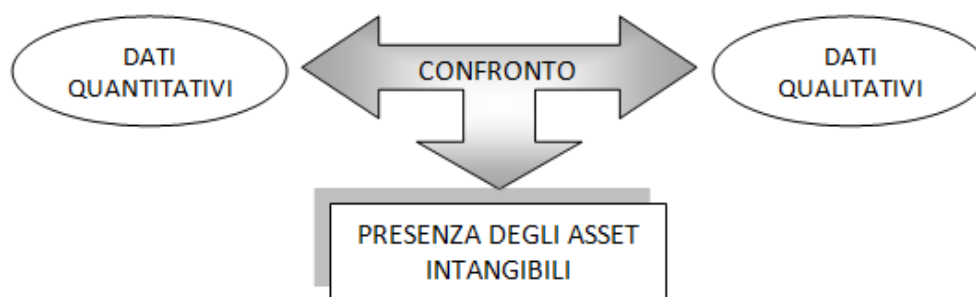 DATI
QUANTITATIVI
CONFRONTO
DATI
QUALITATIVI
PRESENZA DEGLI ASSET
INTANGIBILI